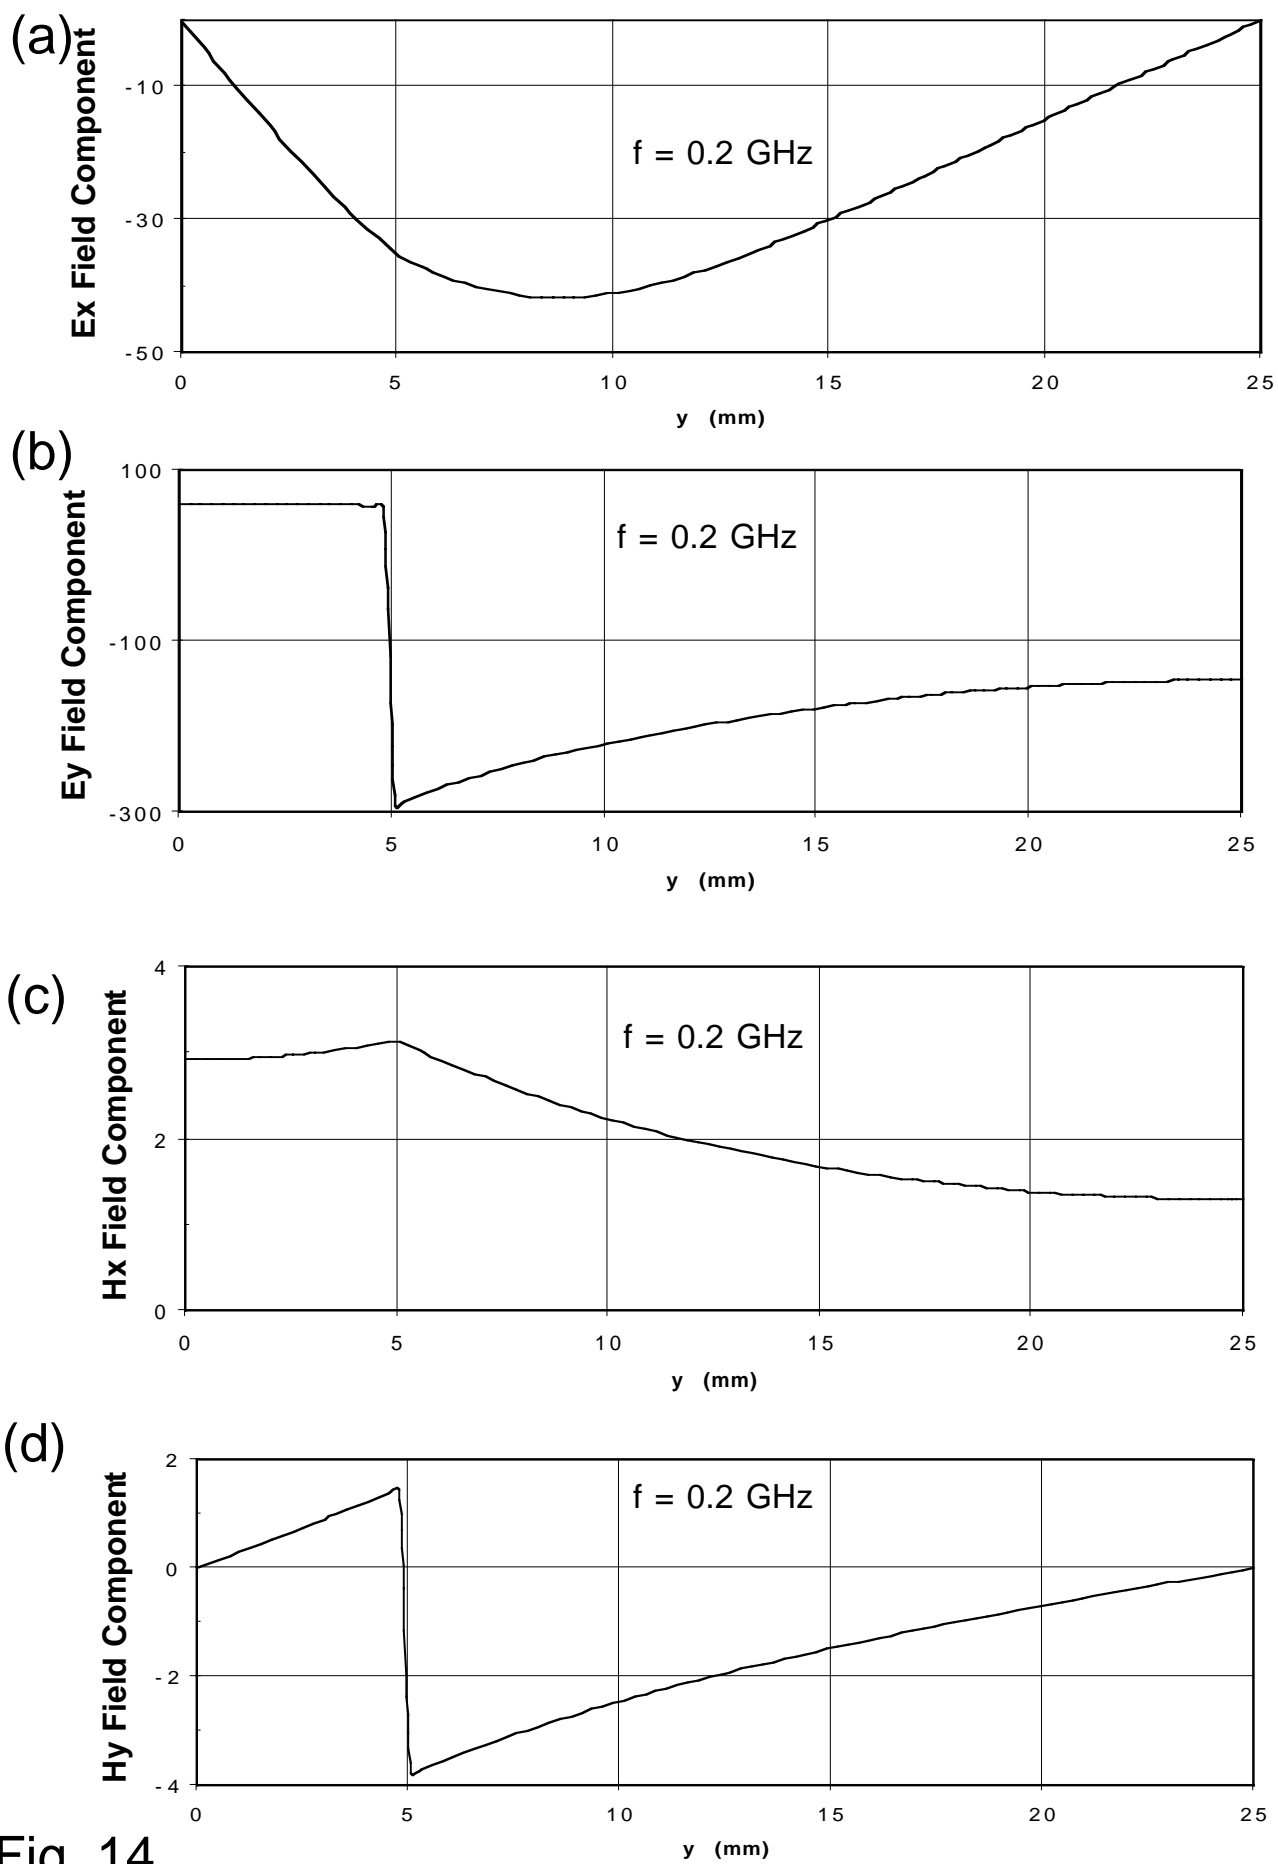 (a)
Ex Field Component
-10
-30
-50
f = 0.2 GHz
0 5 10 15 20 25
y (mm)
(b)
Ey Field Component
100
-100
-300
f = 0.2 GHz
0 5 10 15 20 25
y (mm)
(c)
Hx Field Component
4
2
0
f = 0.2 GHz
0 5 10 15 20 25
y (mm)
(d)
Hy Field Component
2
0
-2
-4
f = 0.2 GHz
0 5 10 15 20 25
y (mm)
Fig. 14